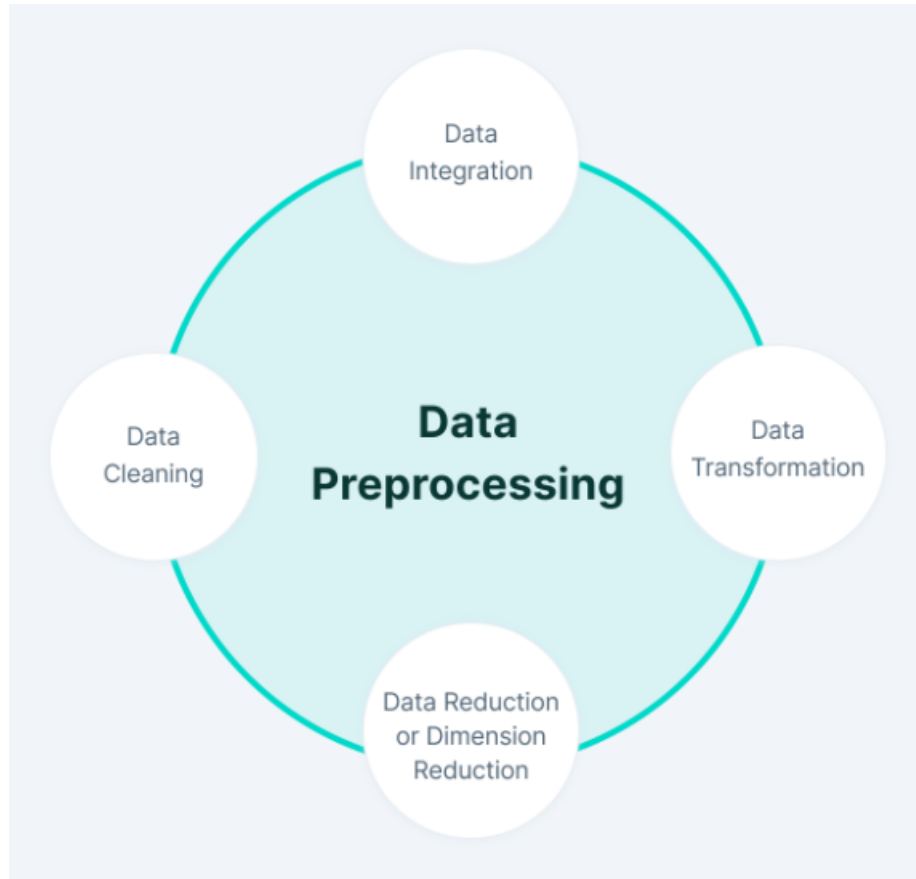 Data
Integration
Data
Cleaning
Data
Preprocessing
Data
Transformation
Data Reduction
or Dimension
Reduction